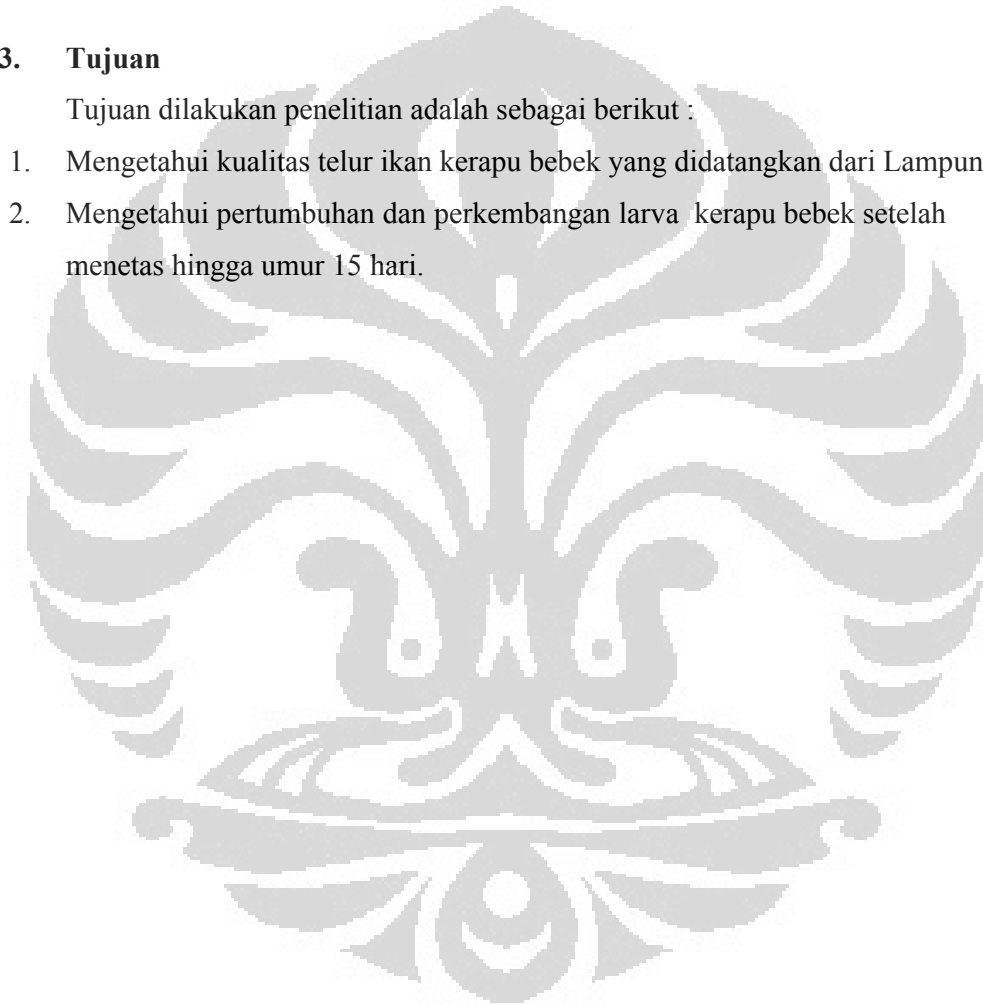 3. Tujuan
Tujuan dilakukan penelitian adalah sebagai berikut :
1. Mengetahui kualitas telur ikan kerapu bebek yang didatangkan dari Lampun
2. Mengetahui pertumbuhan dan perkembangan larva kerapu bebek setelah
menetas hingga umur 15 hari.